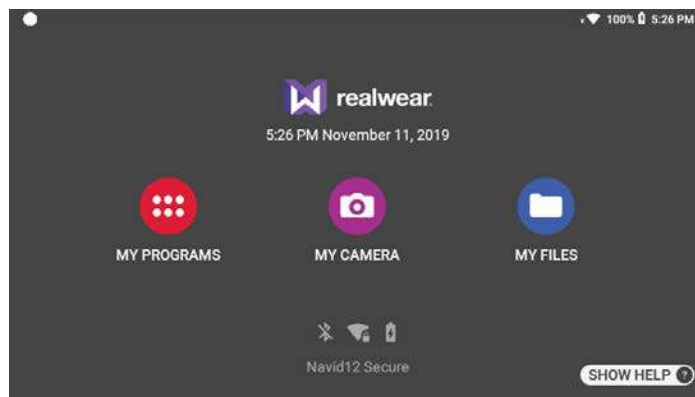 100% 5:26 PM
realwear
5:26 PM November 11, 2019
MY PROGRAMS MY CAMERA MY FILES
Navid12 Secure
SHOW HELP ?